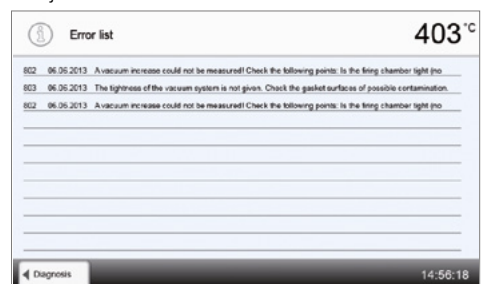 Error list
403 °C
802 06.06.2013 A vacuum increase could not be measured! Check the following points: Is the firing chamber tight (no
803 06.06.2013 The tightness of the vacuum system is not given. Check the gasket surfaces of possible contamination.
802 06.06.2013 A vacuum increase could not be measured! Check the following points: Is the firing chamber tight (no
Diagnosis
14:56:18